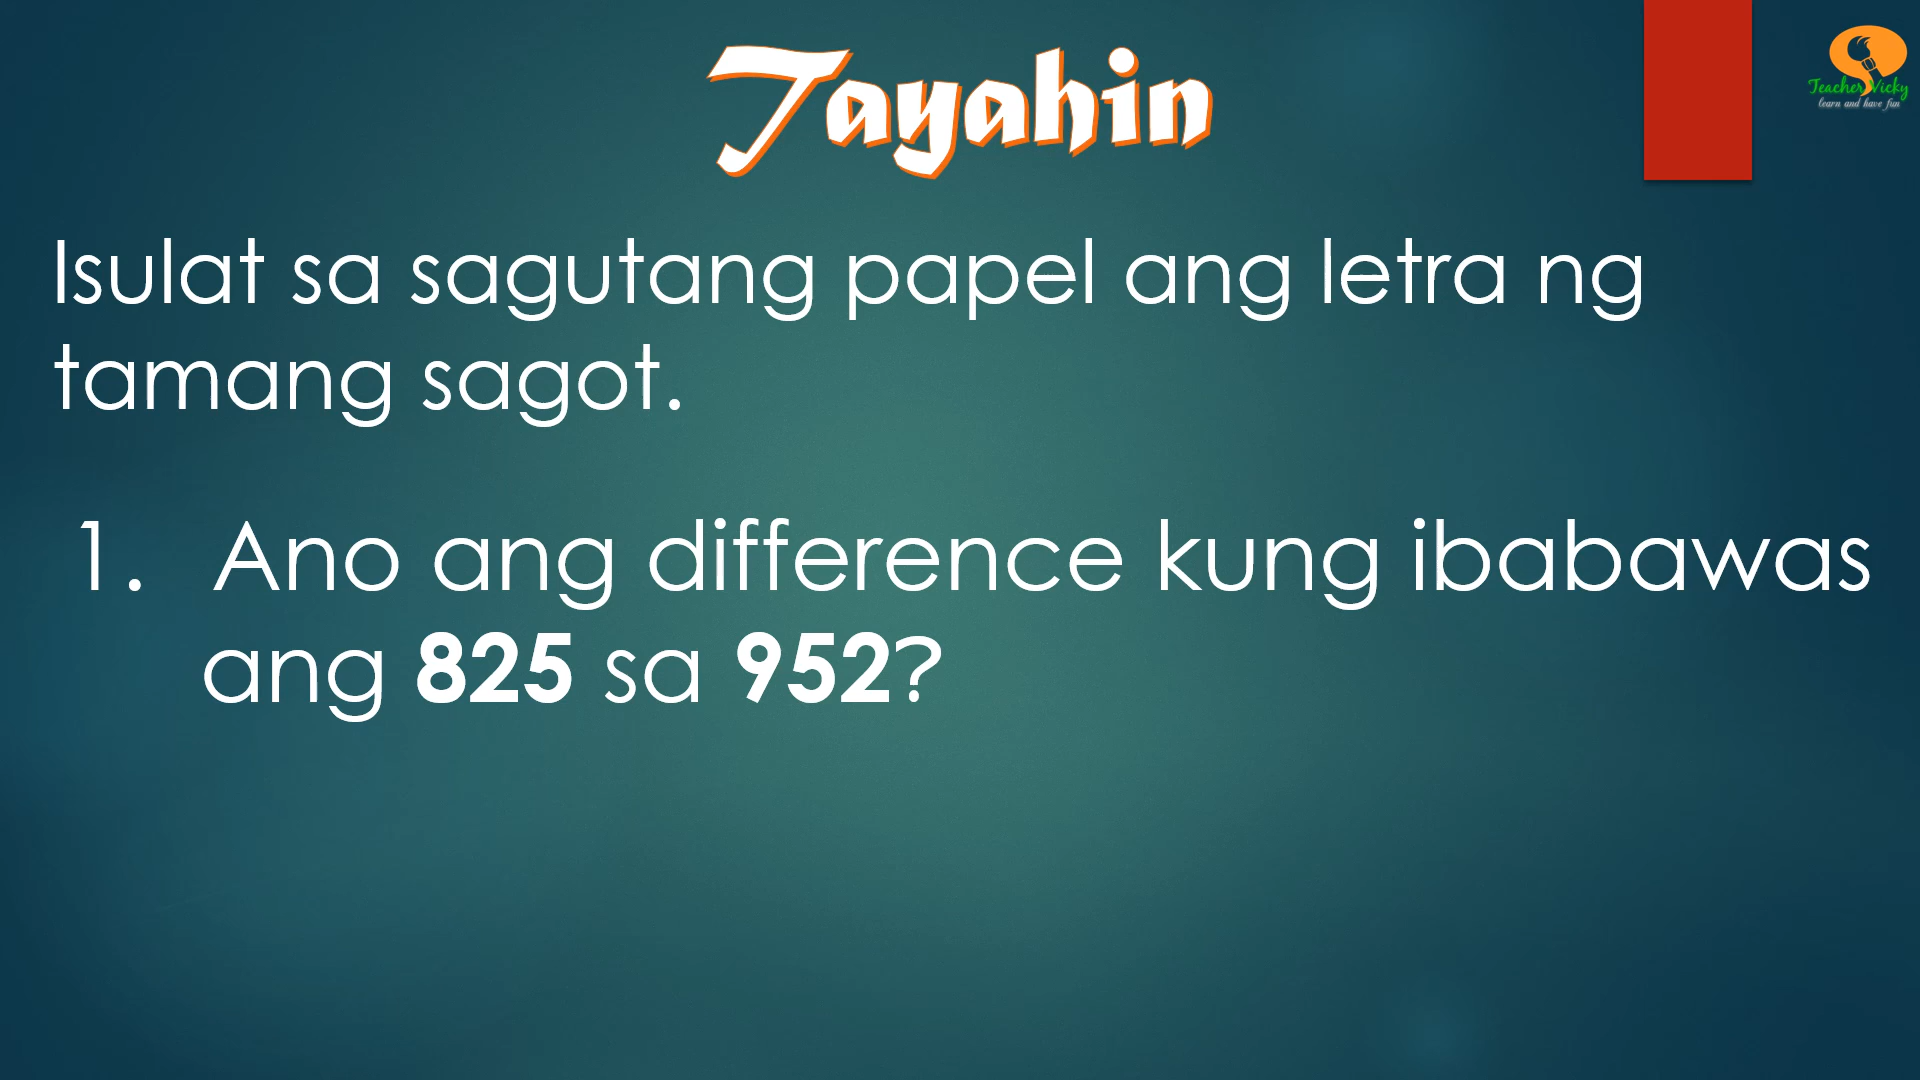 Tayahin
Teacher Vicky
learn and have fun
Isulat sa sagutang papel ang letra ng
tamang sagot.
1. Ano ang difference kung ibabawas
ang 825 sa 952?